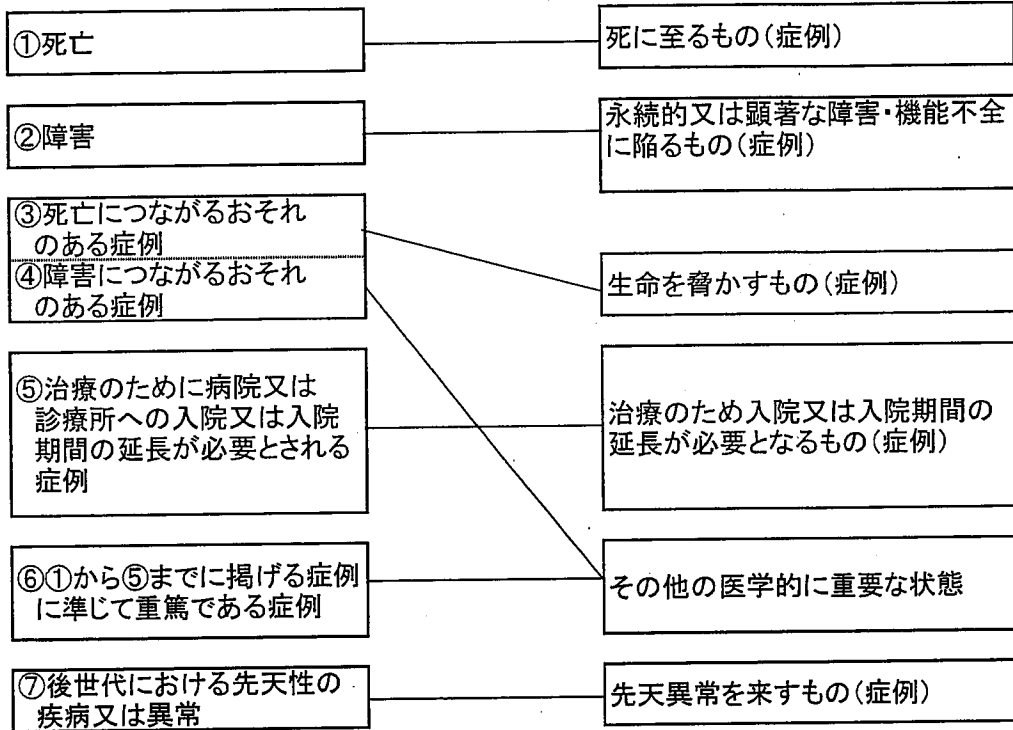 ①死亡
死に至るもの(症例)
②障害
永続的又は顕著な障害・機能不全
に陥るもの(症例)
③死亡につながるおそれ
のある症例
④障害につながるおそれ
のある症例
生命を脅かすもの(症例)
⑤治療のために病院又は
診療所への入院又は入院
期間の延長が必要とされる
症例
治療のため入院又は入院期間の
延長が必要となるもの(症例)
⑥①から⑤までに掲げる症例
に準じて重篤である症例
その他の医学的に重要な状態
⑦後世代における先天性の
疾病又は異常
先天異常を来すもの(症例)